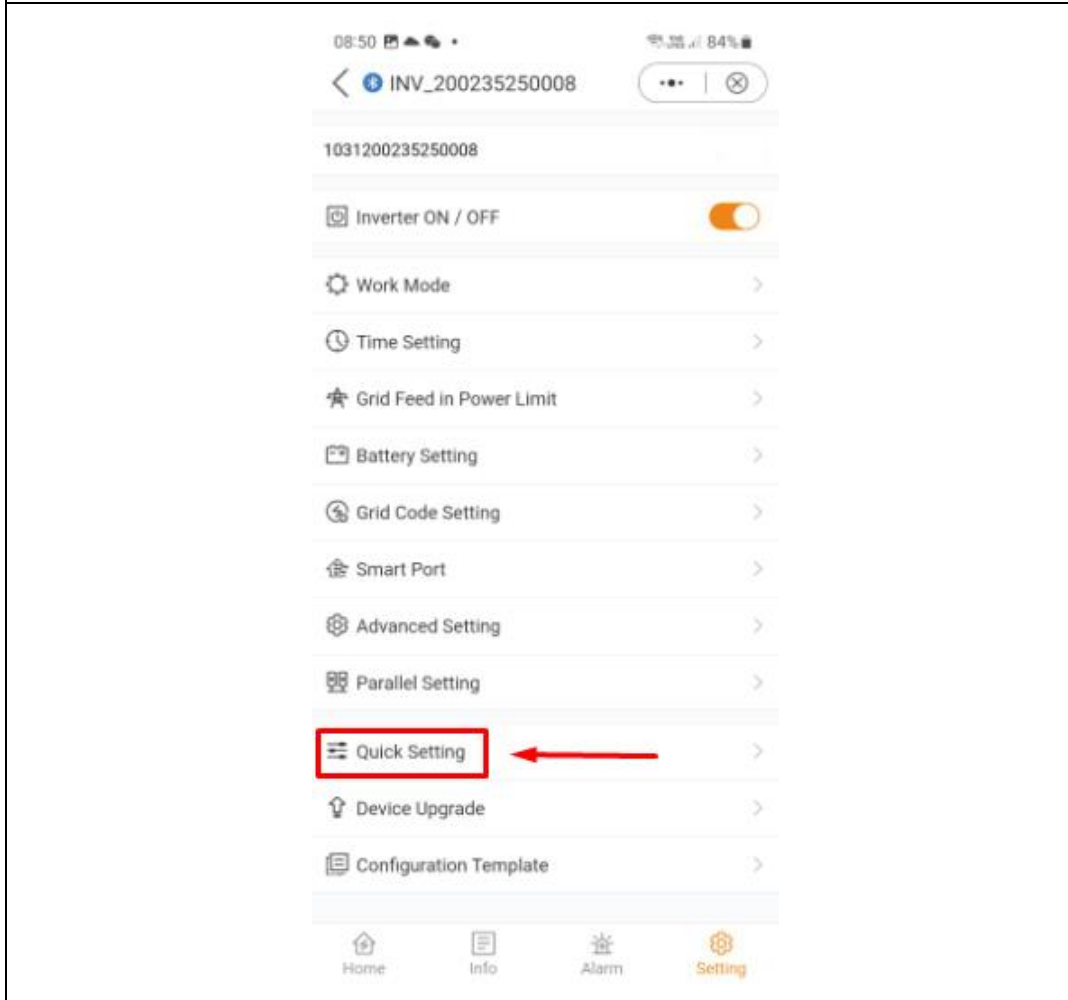 08:50 84%
INV_200235250008
1031200235250008
Inverter ON / OFF
Work Mode
Time Setting
Grid Feed in Power Limit
Battery Setting
Grid Code Setting
Smart Port
Advanced Setting
Parallel Setting
Quick Setting
Device Upgrade
Configuration Template
Home Info Alarm Setting